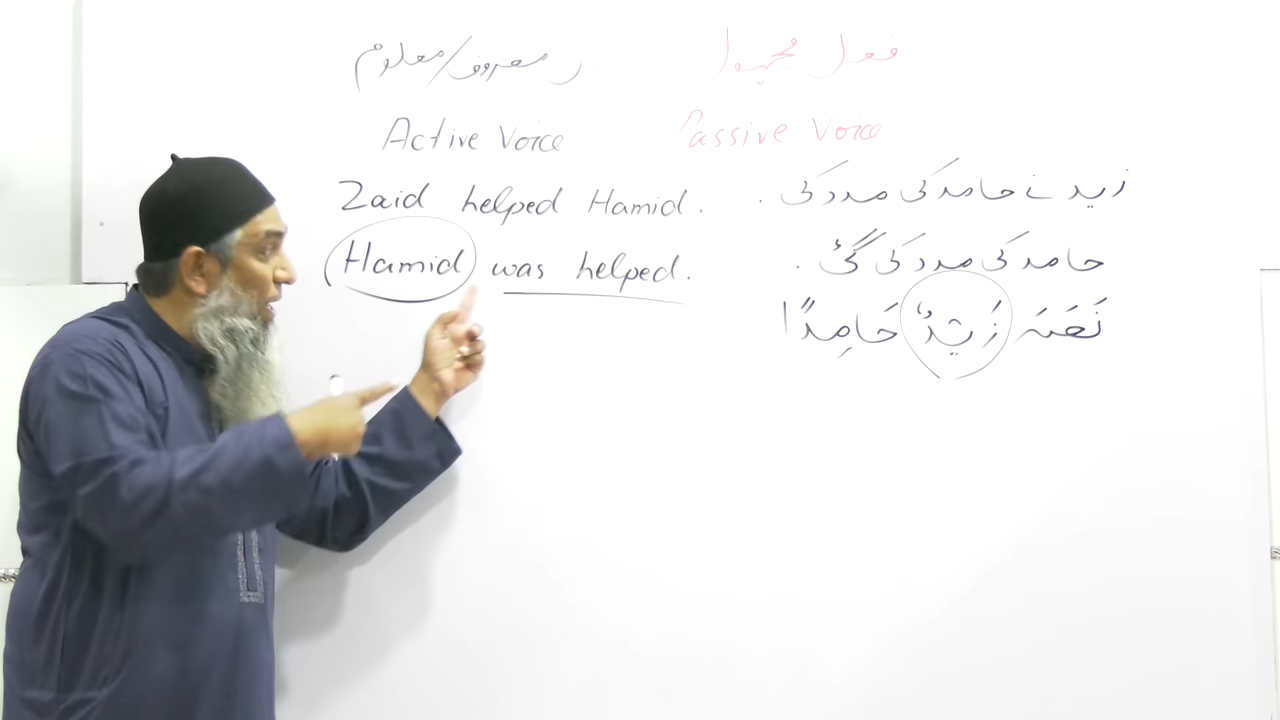 معروف/معلوم
فعل مجہول
Active Voice
Passive Voice
Zaid helped Hamid.
زید نے حامد کی مدد کی.
Hamid was helped.
حامد کی مدد کی گئی.
نَصَرَ زَیْدٌ حَامِدًا